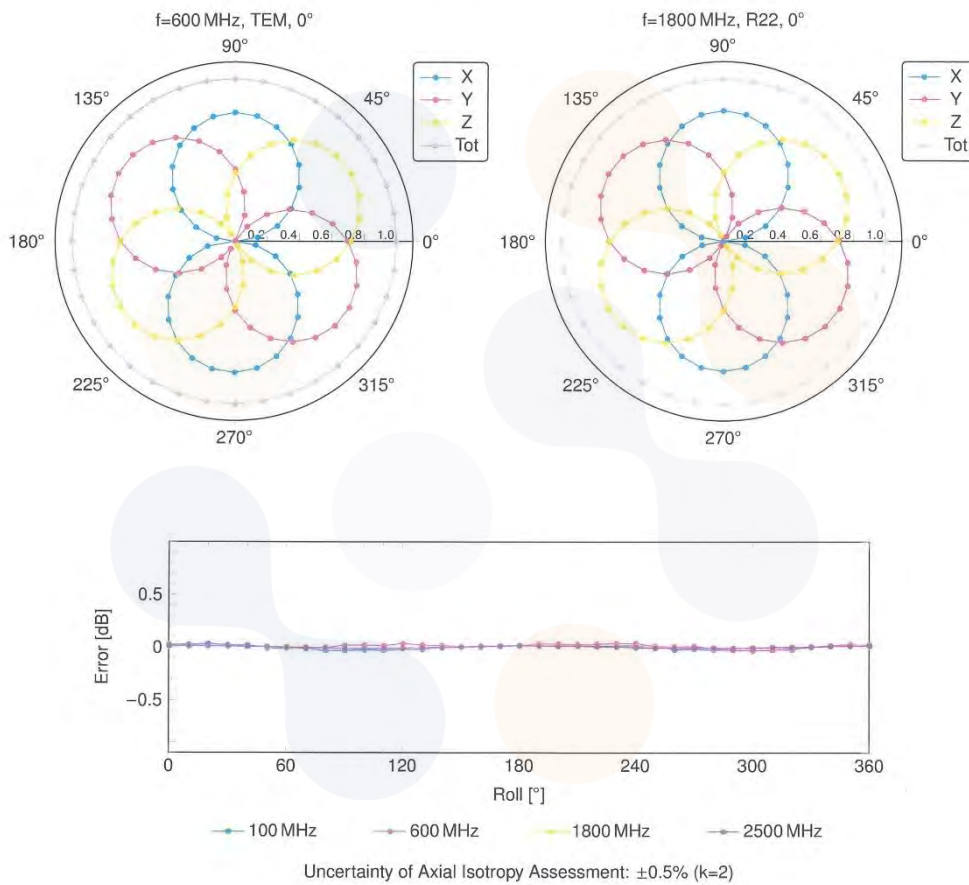 f=600 MHz, TEM, 0°
90°
135°
45°
180°
0.2 0.4 0.6 0.8 1.0
0°
225°
315°
270°
X
Y
Z
Tot
f=1800 MHz, R22, 0°
90°
135°
45°
180°
0.2 0.4 0.6 0.8 1.0
0°
225°
315°
270°
X
Y
Z
Tot
Error [dB]
0.5
0
−0.5
0 60 120 180 240 300 360
Roll [°]
100 MHz 600 MHz 1800 MHz 2500 MHz
Uncertainty of Axial Isotropy Assessment: ±0.5% (k=2)